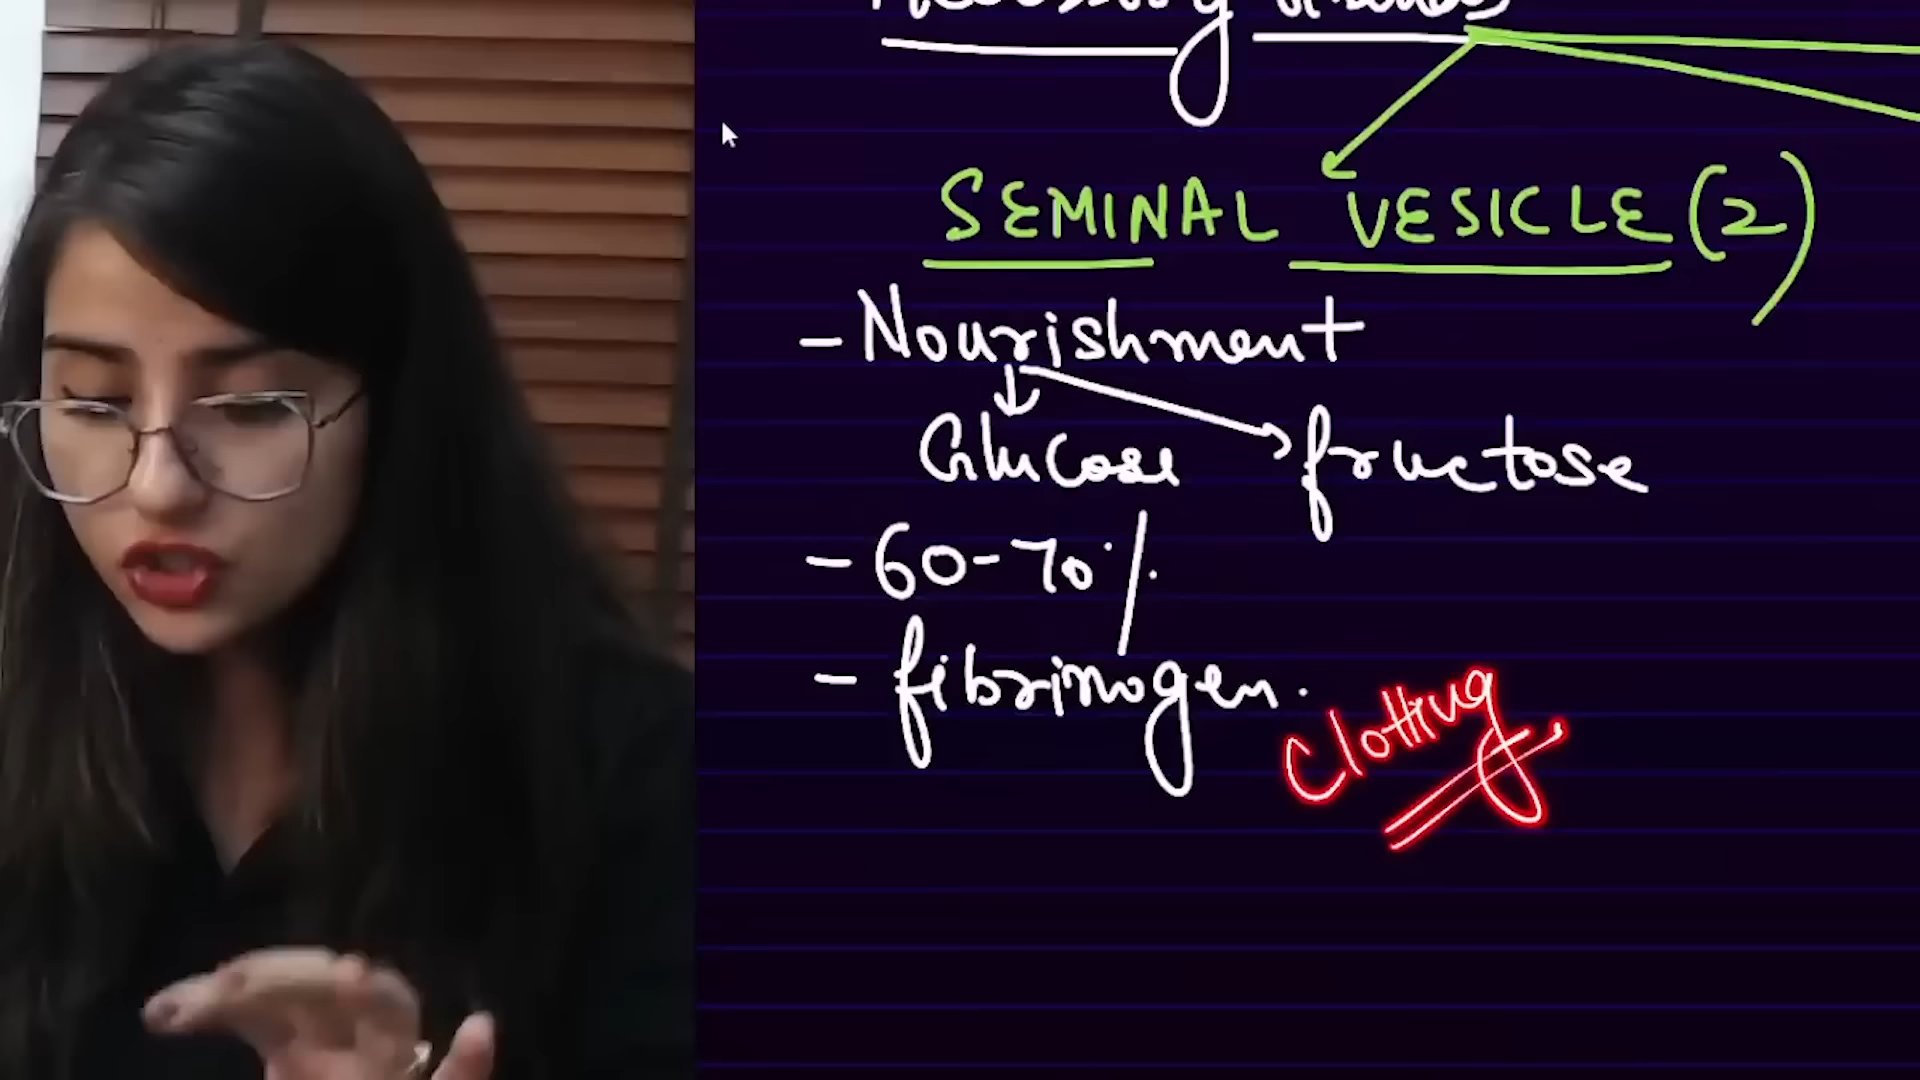 SEMINAL VESICLE (2)
- Nourishment
Glucose fructose
- 60-70%.
- fibrinogen.
Clotting